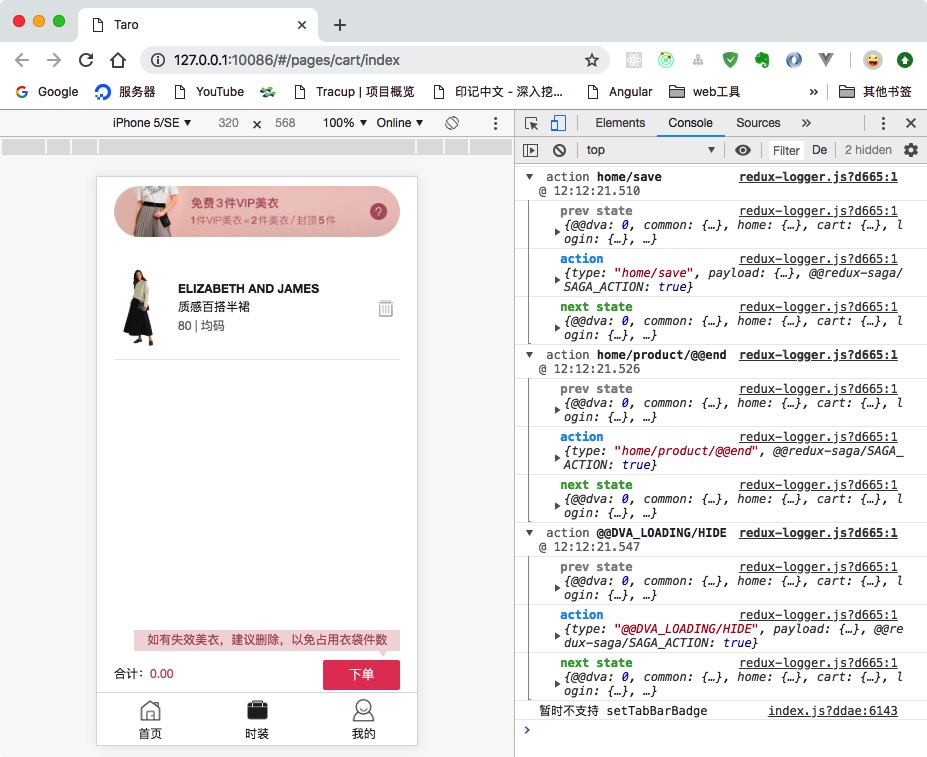 Taro
127.0.0.1:10086/#/pages/cart/index
Google
服务器
YouTube
Tracup | 项目概览
印记中文 - 深入挖...
Angular
web工具
»
其他书签
iPhone 5/SE ▼ 320 × 568 100% ▼ Online ▼
Elements Console Sources »
top ▼ Filter De 2 hidden
免费3件VIP美衣
1件VIP美衣=2件美衣/封顶5件
?
ELIZABETH AND JAMES
质感百搭半裙
80 | 均码
如有失效美衣，建议删除，以免占用衣袋件数
合计：0.00
下单
首页 时装 我的
▼ action home/save redux-logger.js?d665:1
@ 12:12:21.510
prev state redux-logger.js?d665:1
{@@dva: 0, common: {…}, home: {…}, cart: {…}, l
ogin: {…}, …}
action redux-logger.js?d665:1
{type: "home/save", payload: {…}, @@redux-saga/
SAGA_ACTION: true}
next state redux-logger.js?d665:1
{@@dva: 0, common: {…}, home: {…}, cart: {…}, l
ogin: {…}, …}
▼ action home/product/@@end redux-logger.js?d665:1
@ 12:12:21.526
prev state redux-logger.js?d665:1
{@@dva: 0, common: {…}, home: {…}, cart: {…}, l
ogin: {…}, …}
action redux-logger.js?d665:1
{type: "home/product/@@end", @@redux-saga/SAGA_
ACTION: true}
next state redux-logger.js?d665:1
{@@dva: 0, common: {…}, home: {…}, cart: {…}, l
ogin: {…}, …}
▼ action @@DVA_LOADING/HIDE redux-logger.js?d665:1
@ 12:12:21.547
prev state redux-logger.js?d665:1
{@@dva: 0, common: {…}, home: {…}, cart: {…}, l
ogin: {…}, …}
action redux-logger.js?d665:1
{type: "@@DVA_LOADING/HIDE", payload: {…}, @@re
dux-saga/SAGA_ACTION: true}
next state redux-logger.js?d665:1
{@@dva: 0, common: {…}, home: {…}, cart: {…}, l
ogin: {…}, …}
暂时不支持 setTabBarBadge index.js?ddae:6143